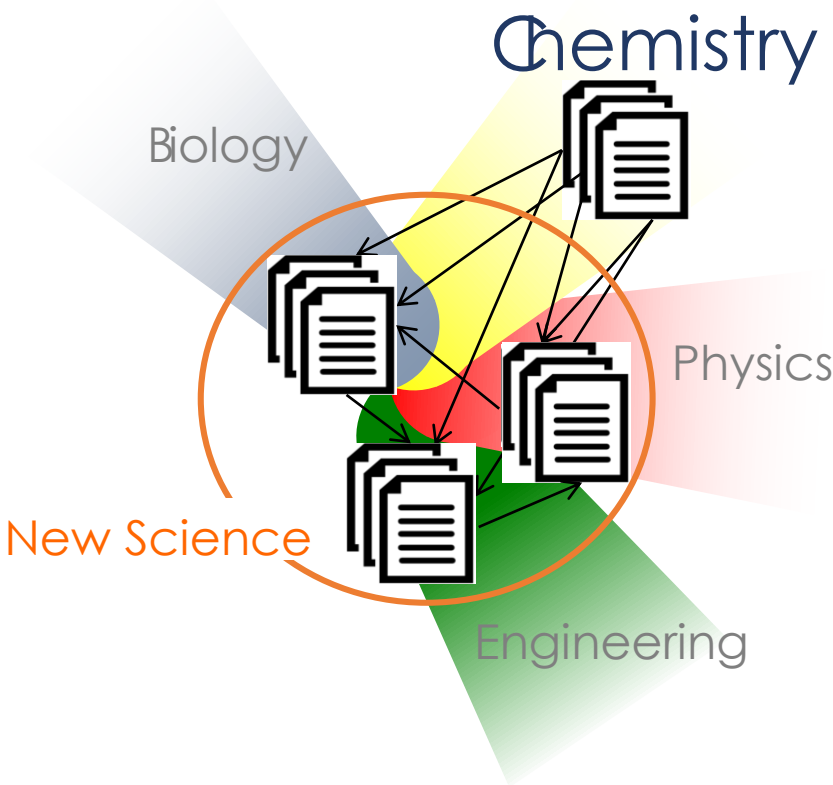 Chemistry
Biology
Physics
New Science
Engineering